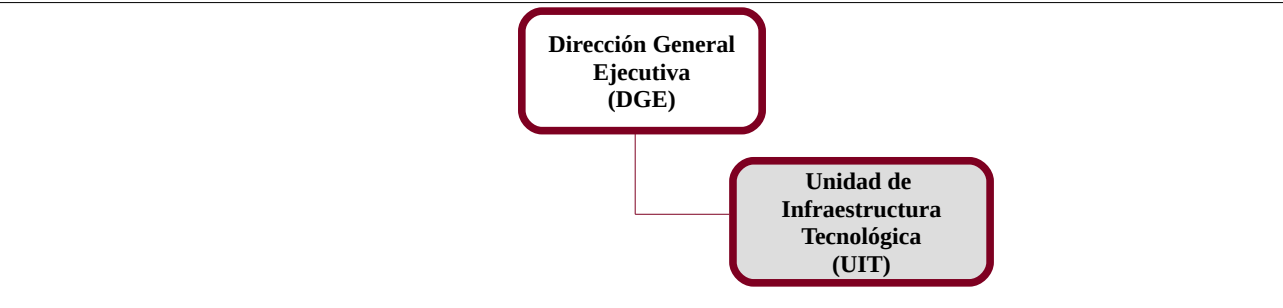 Dirección General
Ejecutiva
(DGE)
Unidad de
Infraestructura
Tecnológica
(UIT)